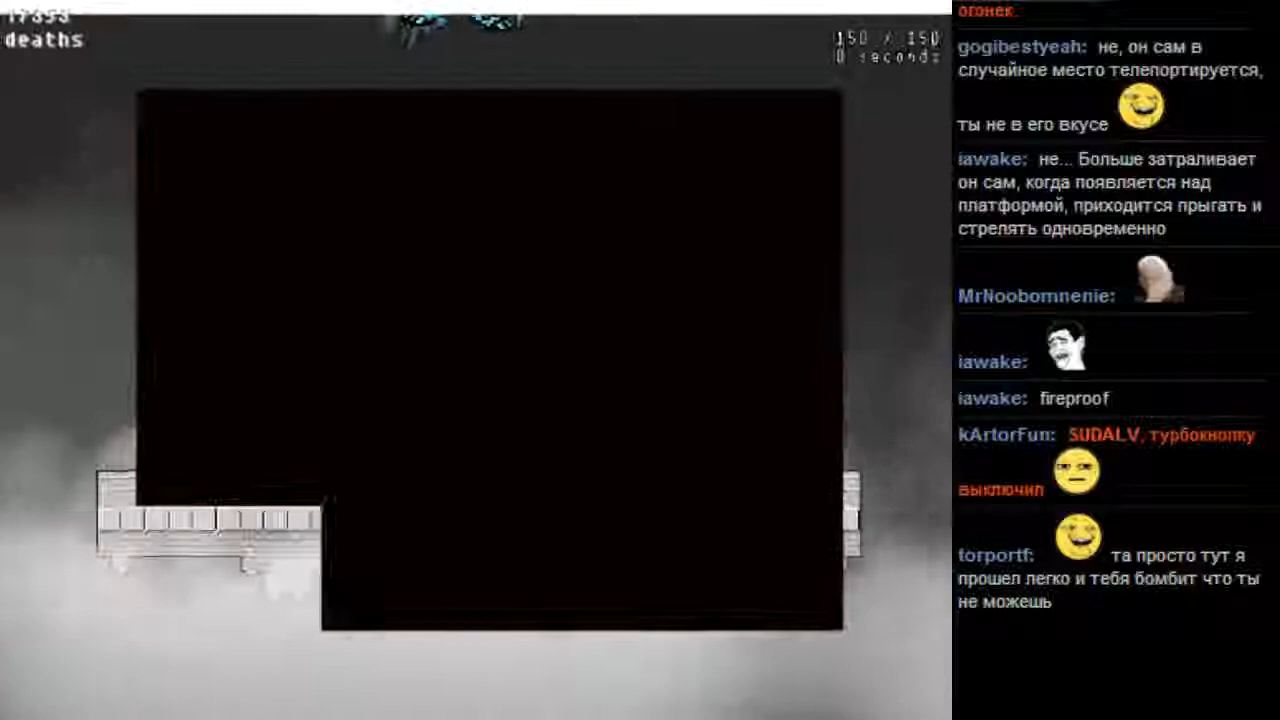 17853
deaths
150 / 150
0 seconds
огонек
gogibestyeah: не, он сам в
случайное место телепортируется,
ты не в его вкусе
iawake: не... Больше затраливает
он сам, когда появляется над
платформой, приходится прыгать и
стрелять одновременно
MrNoobomnenie:
iawake:
iawake: fireproof
kArtorFun: SUDALV, турбокнопку
выключил
torportf: та просто тут я
прошел легко и тебя бомбит что ты
не можешь